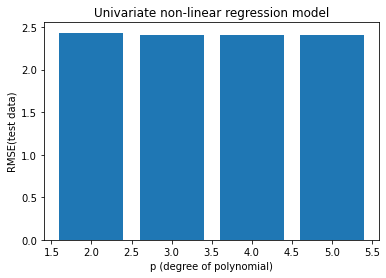 Univariate non-linear regression model
RMSE(test data)
2.5
2.0
1.5
1.0
0.5
0.0
1.5 2.0 2.5 3.0 3.5 4.0 4.5 5.0 5.5
p (degree of polynomial)